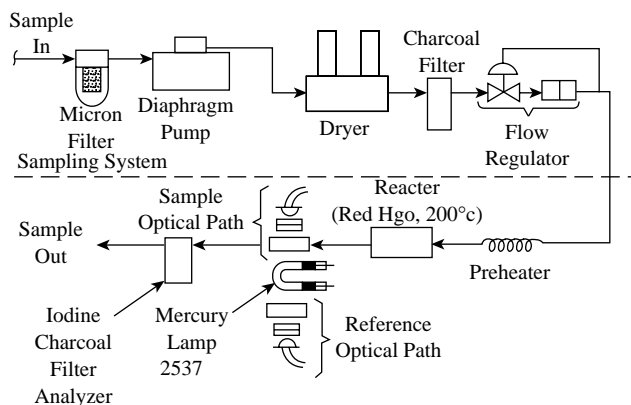 Sample
In
Micron
Filter
Diaphragm
Pump
Dryer
Charcoal
Filter
Flow
Regulator
Sampling System
Sample
Optical Path
Reacter
(Red Hgo, 200°c)
Preheater
Sample
Out
Iodine
Charcoal
Filter
Analyzer
Mercury
Lamp
2537
Reference
Optical Path